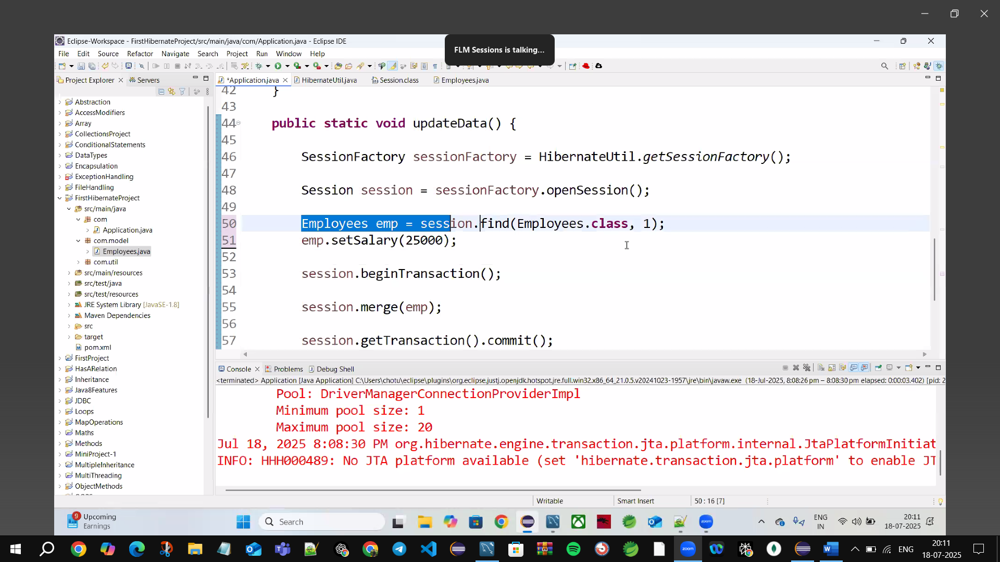 Eclipse-Workspace - FirstHibernateProject/src/main/java/com/Application.java - Eclipse IDE
FLM Sessions is talking...
File Edit Source Refactor Navigate Search Project Run Window Help
Project Explorer Servers
*Application.java HibernateUtil.java Session.class Employees.java
Abstraction
AccessModifiers
Array
CollectionsProject
ConditionalStatements
DataTypes
Encapsulation
ExceptionHandling
FileHandling
FirstHibernateProject
src/main/java
com
Application.java
com.model
Employees.java
com.util
src/main/resources
src/test/java
src/test/resources
JRE System Library [JavaSE-1.8]
Maven Dependencies
src
target
pom.xml
FirstProject
HasARelation
Inheritance
Java8Features
JDBC
Loops
MapOperations
Maths
Methods
MiniProject-1
MultipleInheritance
MultiThreading
ObjectMethods
42 }
43
44 public static void updateData() {
45
46 SessionFactory sessionFactory = HibernateUtil.getSessionFactory();
47
48 Session session = sessionFactory.openSession();
49
50 Employees emp = session.find(Employees.class, 1);
51 emp.setSalary(25000);
52
53 session.beginTransaction();
54
55 session.merge(emp);
56
57 session.getTransaction().commit();
Console Problems Debug Shell
<terminated> Application [Java Application] C:\Users\chotu\eclipse\plugins\org.eclipse.justj.openjdk.hotspot.jre.full.win32.x86_64_21.0.5.v20241023-1957\jre\bin\javaw.exe (18-Jul-2025, 8:08:26 pm – 8:08:30 pm elapsed: 0:00:03.402) [pid: 2
Pool: DriverManagerConnectionProviderImpl
Minimum pool size: 1
Maximum pool size: 20
Jul 18, 2025 8:08:30 PM org.hibernate.engine.transaction.jta.platform.internal.JtaPlatformInitiat
INFO: HHH000489: No JTA platform available (set 'hibernate.transaction.jta.platform' to enable JT
Writable Smart Insert 50 : 16 [7]
9 Upcoming
Earnings
Search
zoom
ENG
IN
20:11
18-07-2025
zoom
ENG
20:11
18-07-2025